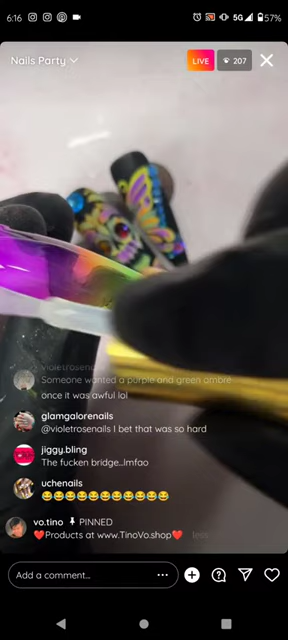 6:16
5G
57%
Nails Party
LIVE
207
violetrosenails
Someone wanted a purple and green ambre
once it was awful lol
glamgalorenails
@violetrosenails I bet that was so hard
jiggy.bling
The fucken bridge...lmfao
uchenails
😂😂😂😂😂😂😂😂😂😂😂
vo.tino PINNED
❤️Products at www.TinoVo.shop❤️ less
Add a comment...